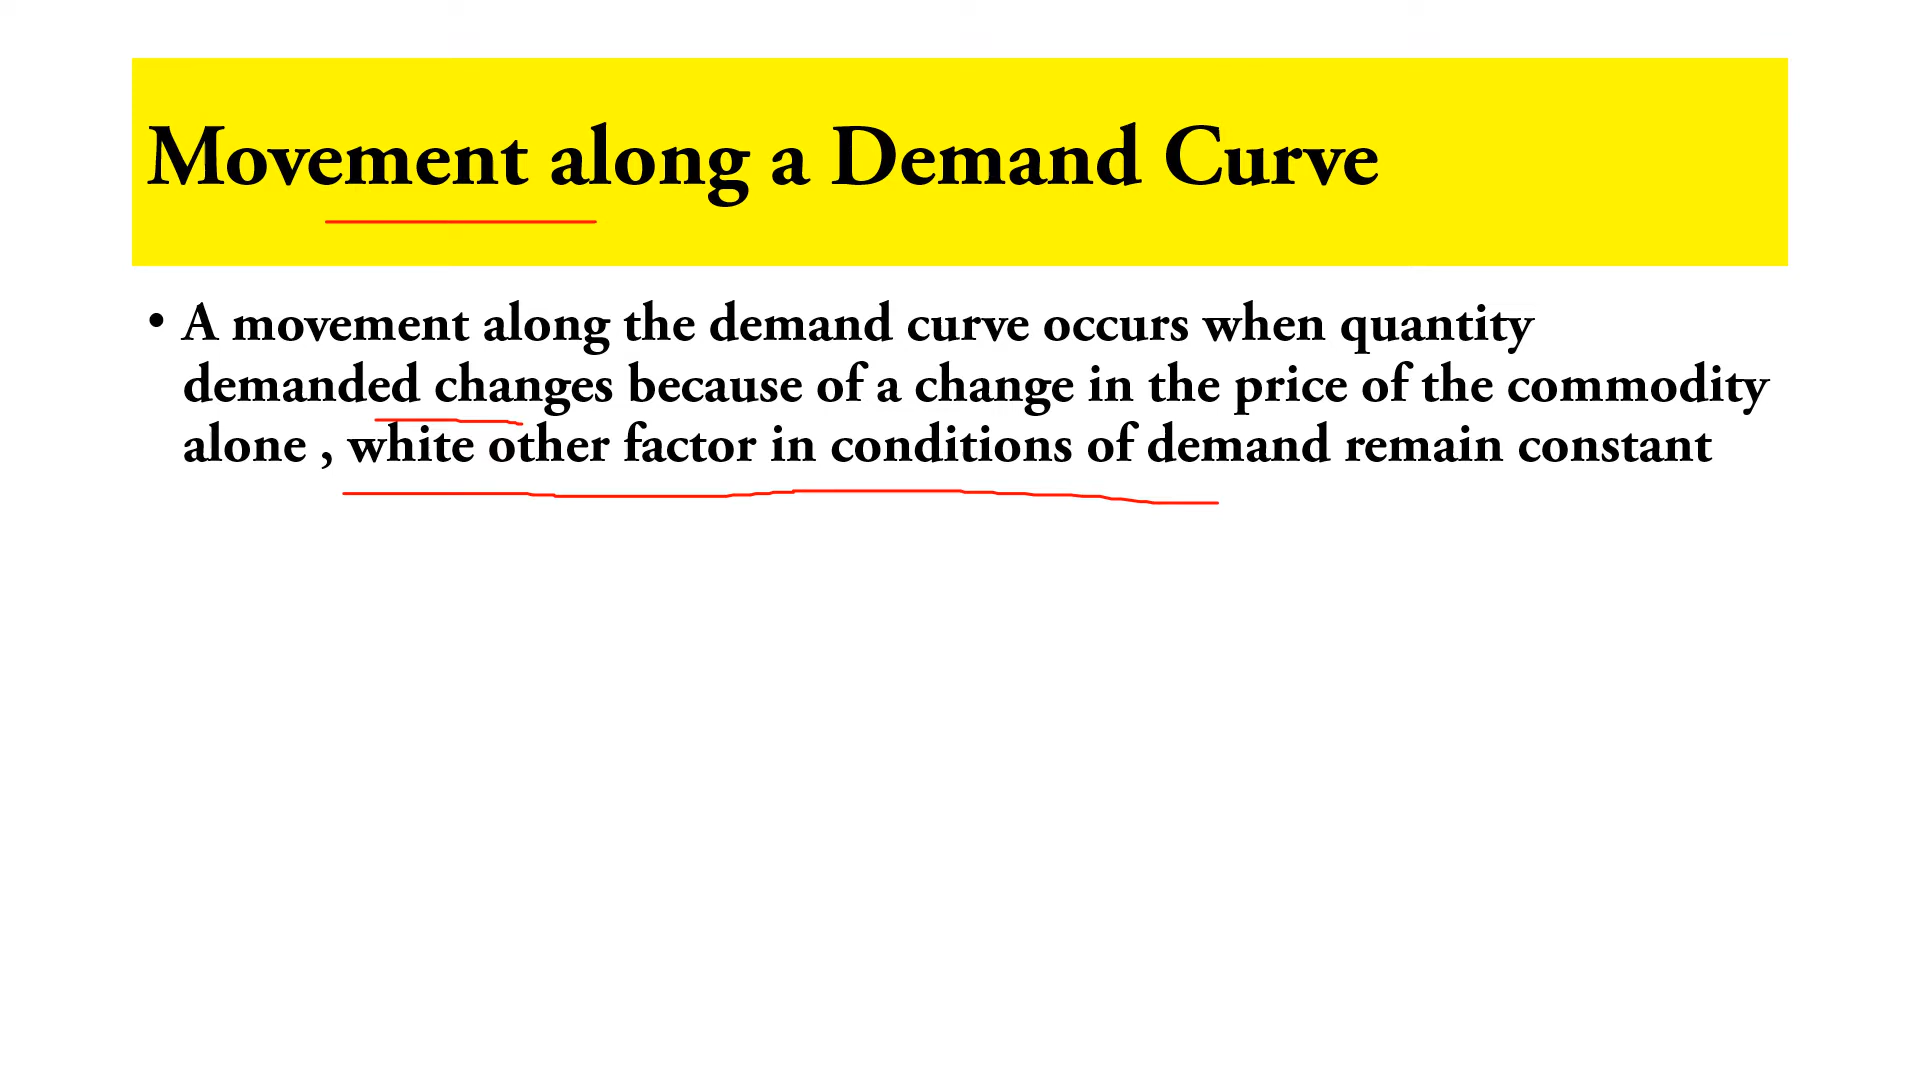 Movement along a Demand Curve
• A movement along the demand curve occurs when quantity
demanded changes because of a change in the price of the commodity
alone , white other factor in conditions of demand remain constant